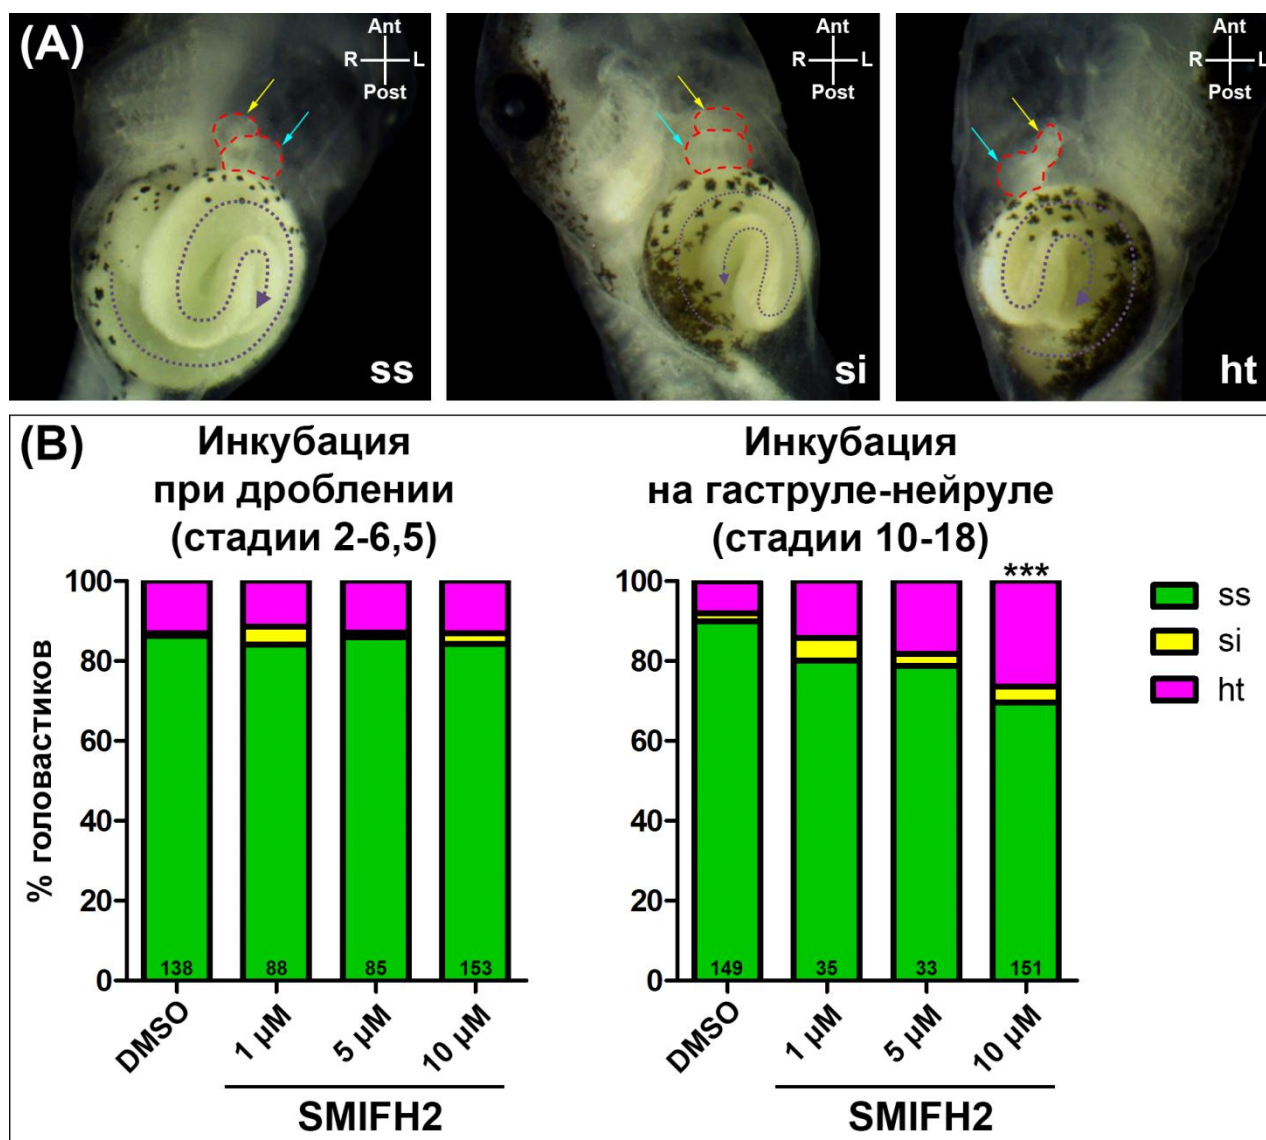 (A)
Ant
R L
Post
ss
Ant
R L
Post
si
Ant
R L
Post
ht
(B)
Инкубация
при дроблении
(стадии 2-6,5)
Инкубация
на гаструле-нейруле
(стадии 10-18)
% головастиков
100
80
60
40
20
0
138
88
85
153
DMSO
1 µM
5 µM
10 µM
SMIFH2
100
80
60
40
20
0
***
149
35
33
151
DMSO
1 µM
5 µM
10 µM
SMIFH2
ss
si
ht